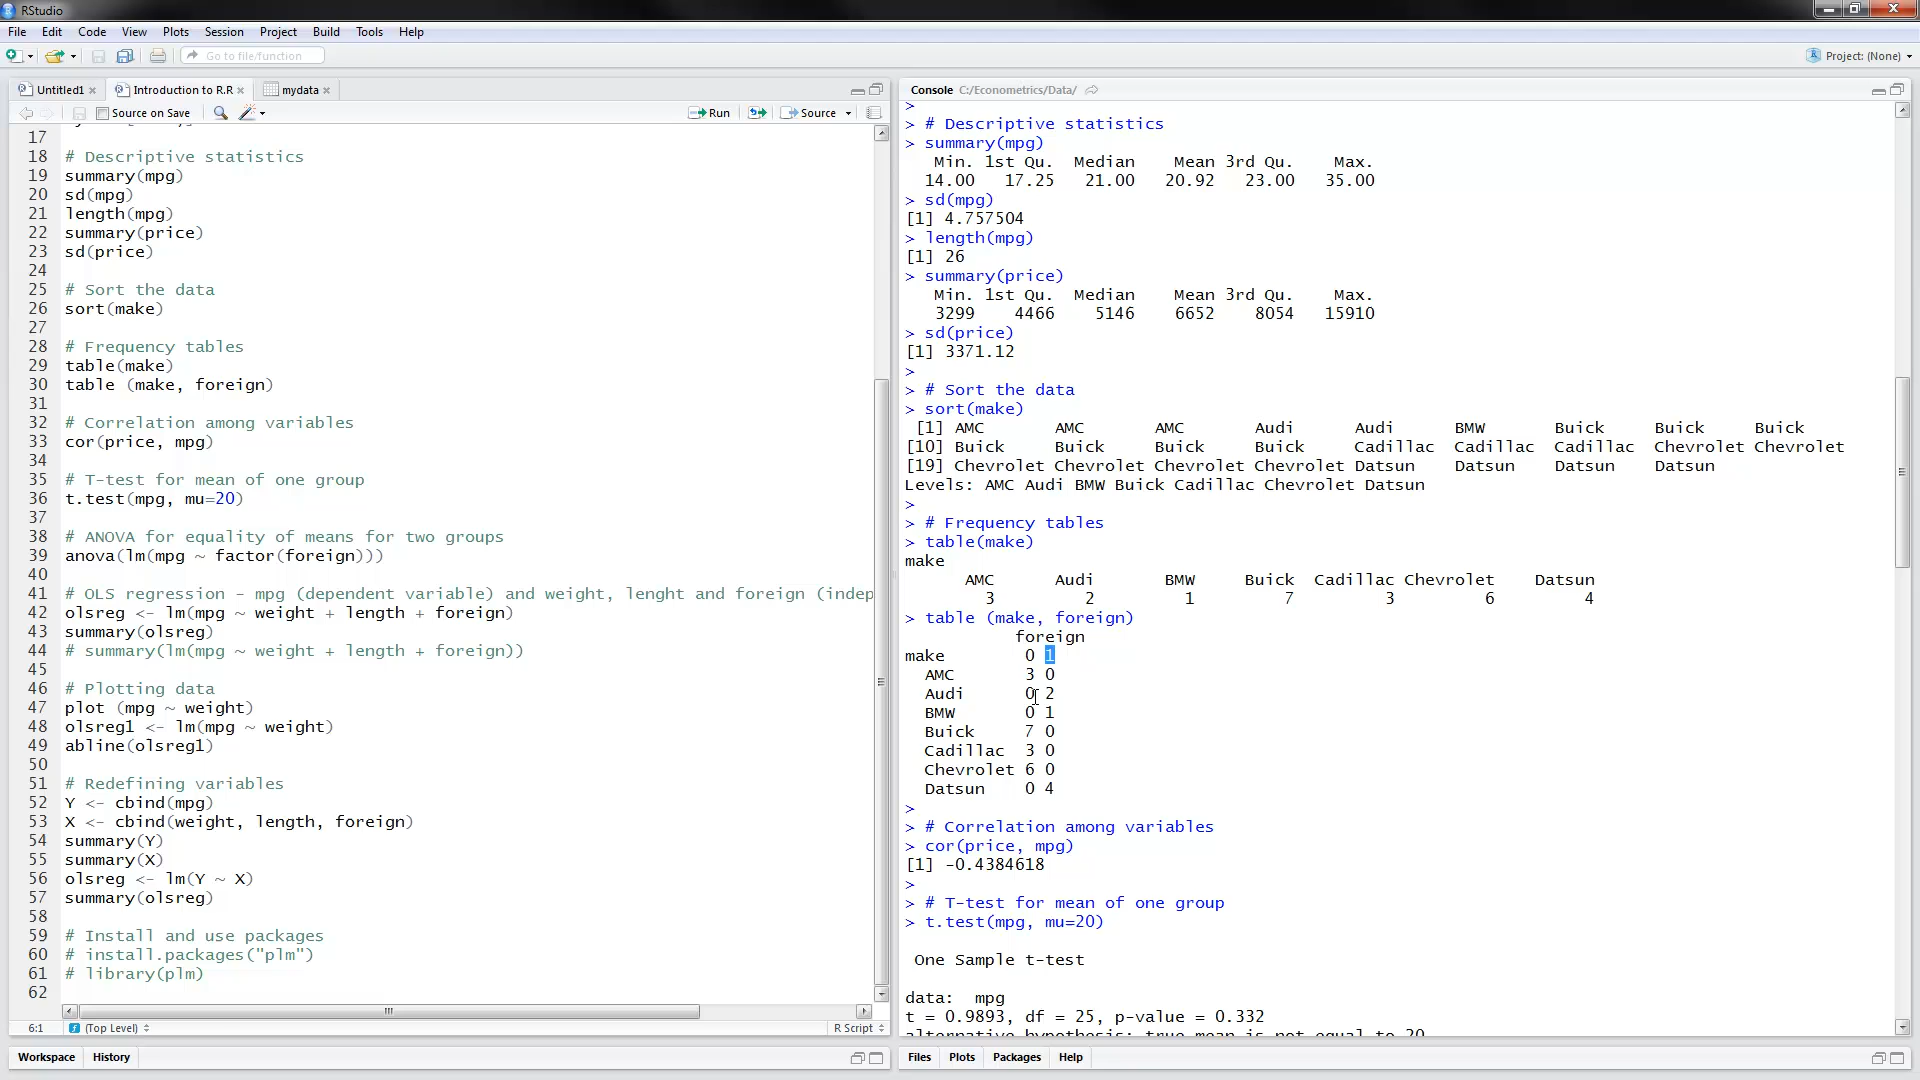 RStudio
File Edit Code View Plots Session Project Build Tools Help
Go to file/function
Project: (None)
Untitled1 Introduction to R.R mydata
Source on Save Run Source
17
18 # Descriptive statistics
19 summary(mpg)
20 sd(mpg)
21 length(mpg)
22 summary(price)
23 sd(price)
24
25 # Sort the data
26 sort(make)
27
28 # Frequency tables
29 table(make)
30 table (make, foreign)
31
32 # Correlation among variables
33 cor(price, mpg)
34
35 # T-test for mean of one group
36 t.test(mpg, mu=20)
37
38 # ANOVA for equality of means for two groups
39 anova(lm(mpg ~ factor(foreign)))
40
41 # OLS regression - mpg (dependent variable) and weight, lenght and foreign (indep
42 olsreg <- lm(mpg ~ weight + length + foreign)
43 summary(olsreg)
44 # summary(lm(mpg ~ weight + length + foreign))
45
46 # Plotting data
47 plot (mpg ~ weight)
48 olsreg1 <- lm(mpg ~ weight)
49 abline(olsreg1)
50
51 # Redefining variables
52 Y <- cbind(mpg)
53 X <- cbind(weight, length, foreign)
54 summary(Y)
55 summary(X)
56 olsreg <- lm(Y ~ X)
57 summary(olsreg)
58
59 # Install and use packages
60 # install.packages("plm")
61 # library(plm)
62
6:1 (Top Level) R Script
Workspace History
Console C:/Econometrics/Data/
>
> # Descriptive statistics
> summary(mpg)
Min. 1st Qu. Median Mean 3rd Qu. Max.
14.00 17.25 21.00 20.92 23.00 35.00
> sd(mpg)
[1] 4.757504
> length(mpg)
[1] 26
> summary(price)
Min. 1st Qu. Median Mean 3rd Qu. Max.
3299 4466 5146 6652 8054 15910
> sd(price)
[1] 3371.12
>
> # Sort the data
> sort(make)
[1] AMC AMC AMC Audi Audi BMW Buick Buick Buick
[10] Buick Buick Buick Buick Cadillac Cadillac Cadillac Chevrolet Chevrolet
[19] Chevrolet Chevrolet Chevrolet Chevrolet Datsun Datsun Datsun Datsun
Levels: AMC Audi BMW Buick Cadillac Chevrolet Datsun
>
> # Frequency tables
> table(make)
make
AMC Audi BMW Buick Cadillac Chevrolet Datsun
3 2 1 7 3 6 4
> table (make, foreign)
foreign
make 0 1
AMC 3 0
Audi 0 2
BMW 0 1
Buick 7 0
Cadillac 3 0
Chevrolet 6 0
Datsun 0 4
>
> # Correlation among variables
> cor(price, mpg)
[1] -0.4384618
>
> # T-test for mean of one group
> t.test(mpg, mu=20)
One Sample t-test
data: mpg
t = 0.9893, df = 25, p-value = 0.332
alternative hypothesis: true mean is not equal to 20
Files Plots Packages Help